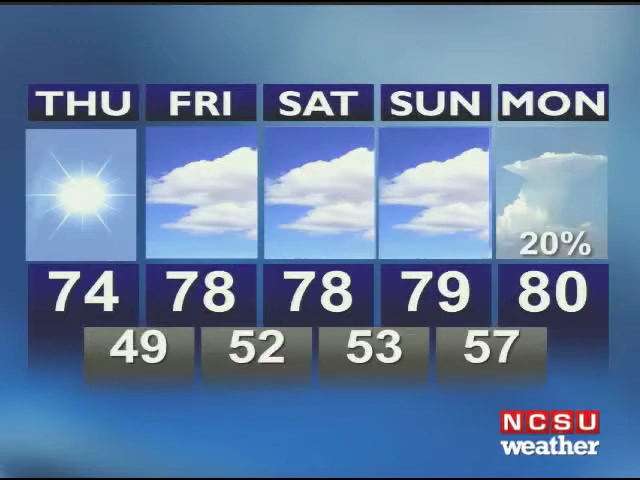 THU FRI SAT SUN MON
20%
74 78 78 79 80
49 52 53 57
NCSU
weather